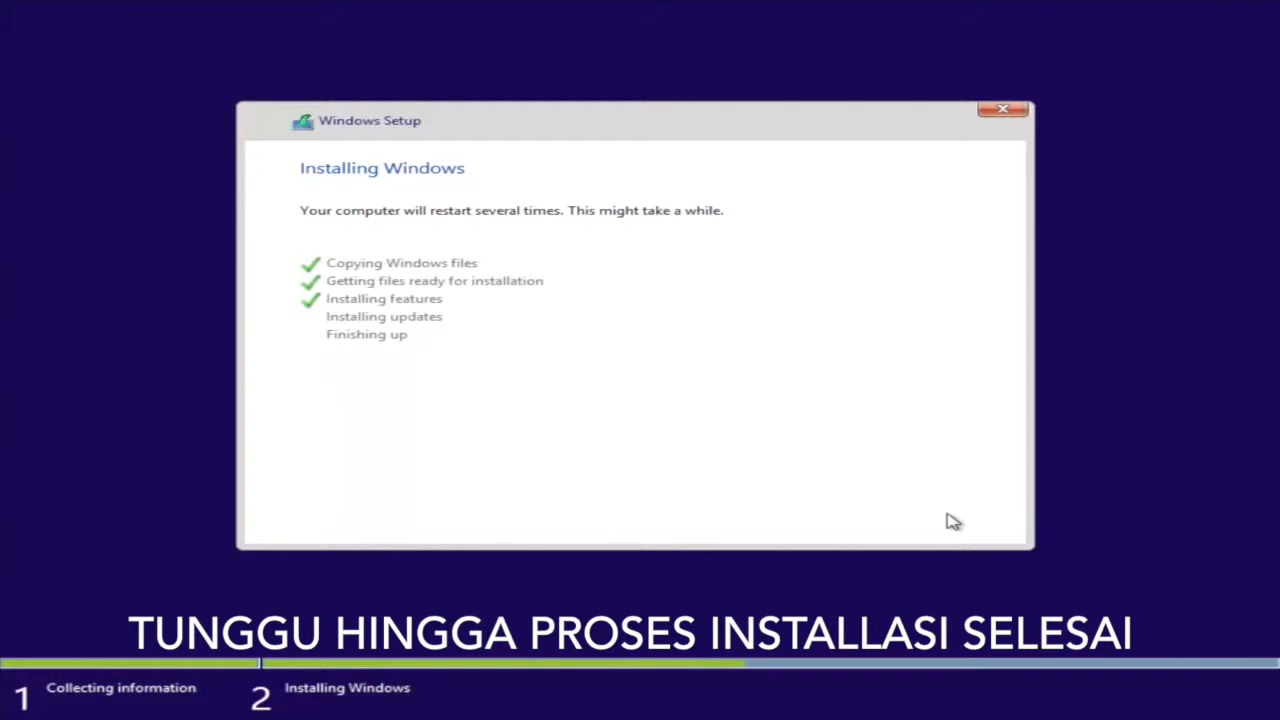 Windows Setup
Installing Windows
Your computer will restart several times. This might take a while.
Copying Windows files
Getting files ready for installation
Installing features
Installing updates
Finishing up
TUNGGU HINGGA PROSES INSTALLASI SELESAI
1 Collecting information
2 Installing Windows